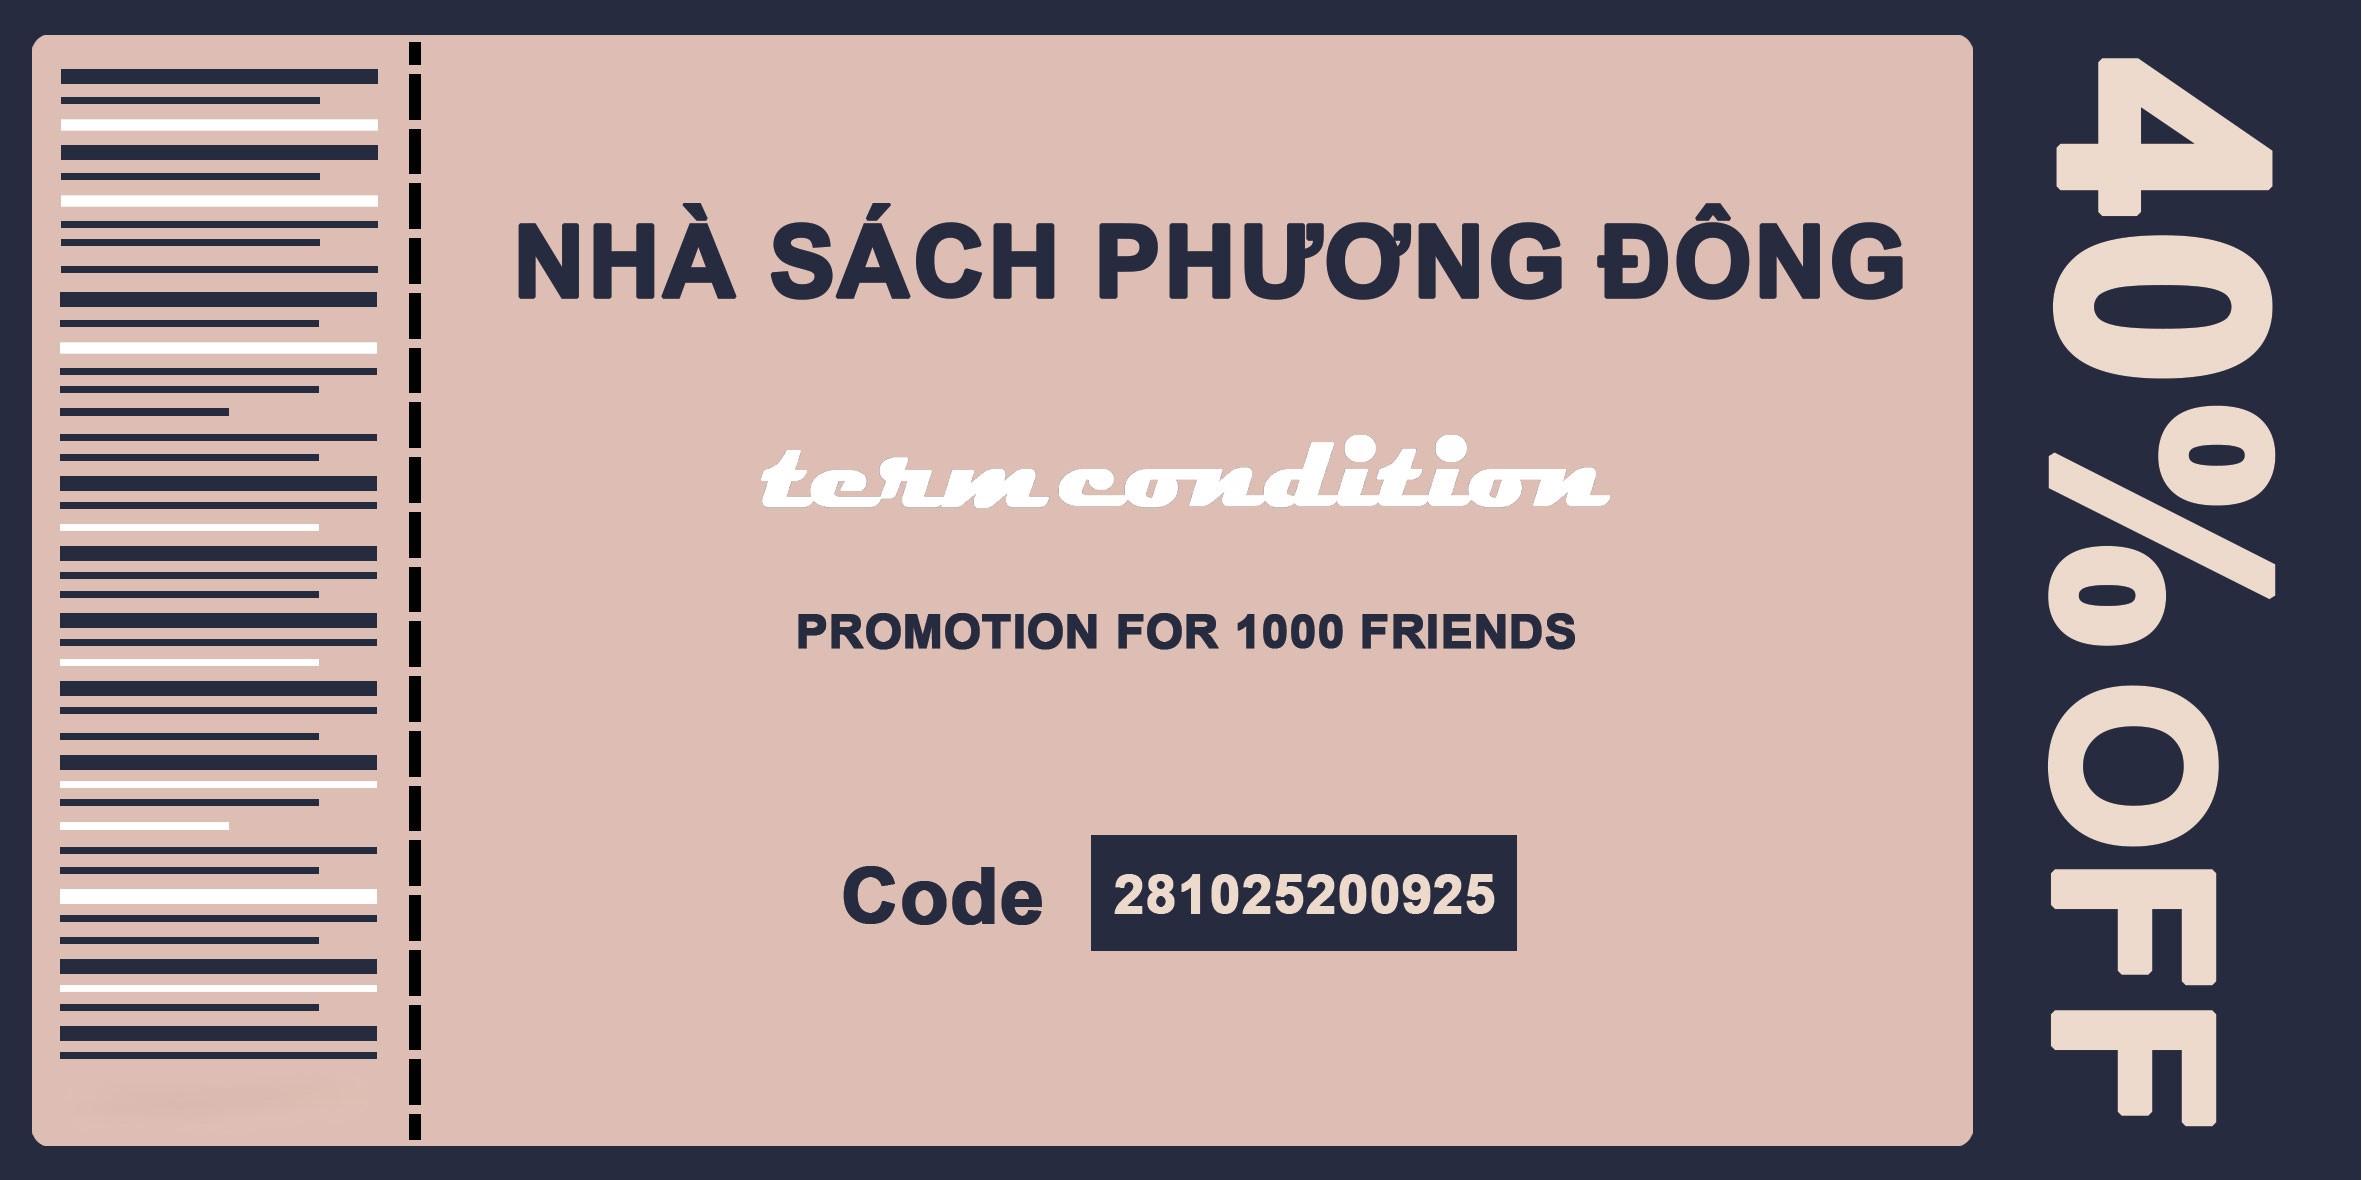 NHÀ SÁCH PHƯƠNG ĐÔNG
term condition
PROMOTION FOR 1000 FRIENDS
Code 281025200925
40% OFF